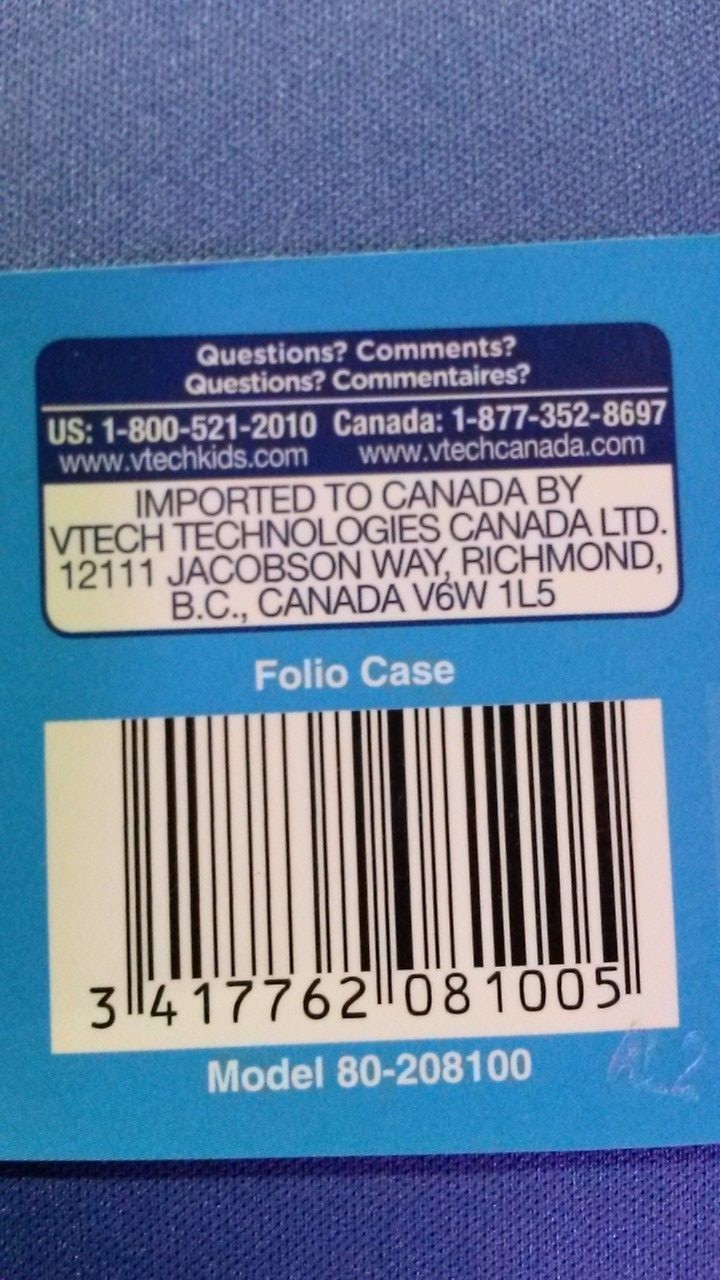 Questions? Comments?
Questions? Commentaires?
US: 1-800-521-2010 Canada: 1-877-352-8697
www.vtechkids.com www.vtechcanada.com
IMPORTED TO CANADA BY
VTECH TECHNOLOGIES CANADA LTD.
12111 JACOBSON WAY, RICHMOND,
B.C., CANADA V6W 1L5
Folio Case
3 417762 081005
Model 80-208100